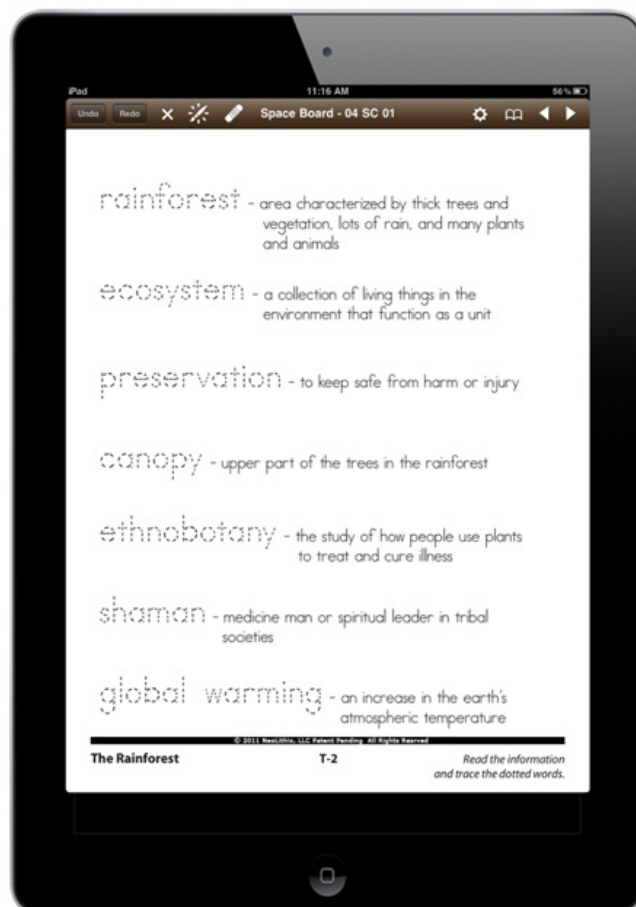 iPad 11:16 AM 56%
Undo Redo Space Board - 04 SC 01
rainforest - area characterized by thick trees and
vegetation, lots of rain, and many plants
and animals
ecosystem - a collection of living things in the
environment that function as a unit
preservation - to keep safe from harm or injury
canopy - upper part of the trees in the rainforest
ethnobotany - the study of how people use plants
to treat and cure illness
shaman - medicine man or spiritual leader in tribal
societies
global warming - an increase in the earth's
atmospheric temperature
© 2011 NeoLithix, LLC Patent Pending All Rights Resrved
The Rainforest T-2 Read the information
and trace the dotted words.